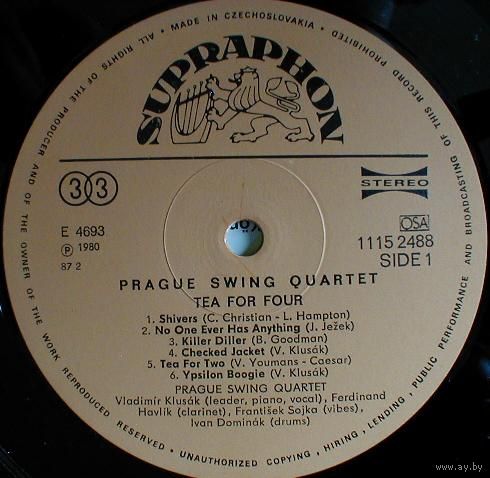 MADE IN CZECHOSLOVAKIA • ALL RIGHTS OF THE PRODUCER AND OF THE OWNER OF THE WORK REPRODUCED RESERVED • UNAUTHORIZED COPYING, HIRING, LENDING, PUBLIC PERFORMANCE AND BROADCASTING OF THIS RECORD PROHIBITED •
SUPRAPHON
33
STEREO
E 4693
OSA
℗ 1980
1115 2488
87 2
SIDE 1
PRAGUE SWING QUARTET
TEA FOR FOUR
1. Shivers (C. Christian - L. Hampton)
2. No One Ever Has Anything (J. Ježek)
3. Killer Diller (B. Goodman)
4. Checked Jacket (V. Klusák)
5. Tea For Two (V. Youmans - Caesar)
6. Ypsilon Boogie (V. Klusák)
PRAGUE SWING QUARTET
Vladimír Klusák (leader, piano, vocal), Ferdinand
Havlík (clarinet), František Sojka (vibes),
Ivan Dominák (drums)
www.ay.by